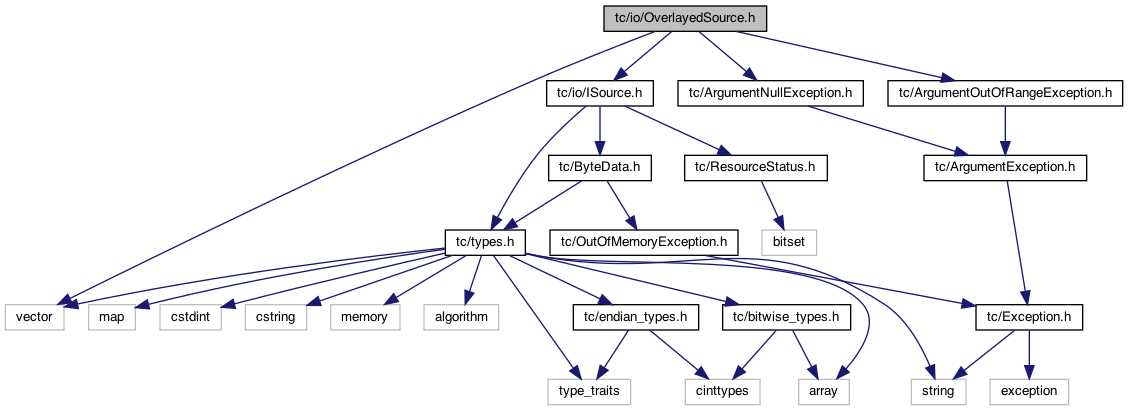 tc/io/OverlayedSource.h
tc/io/ISource.h
tc/ArgumentNullException.h
tc/ArgumentOutOfRangeException.h
tc/ByteData.h
tc/ResourceStatus.h
tc/ArgumentException.h
tc/types.h
tc/OutOfMemoryException.h
bitset
vector
map
cstdint
cstring
memory
algorithm
tc/endian_types.h
tc/bitwise_types.h
tc/Exception.h
type_traits
cinttypes
array
string
exception